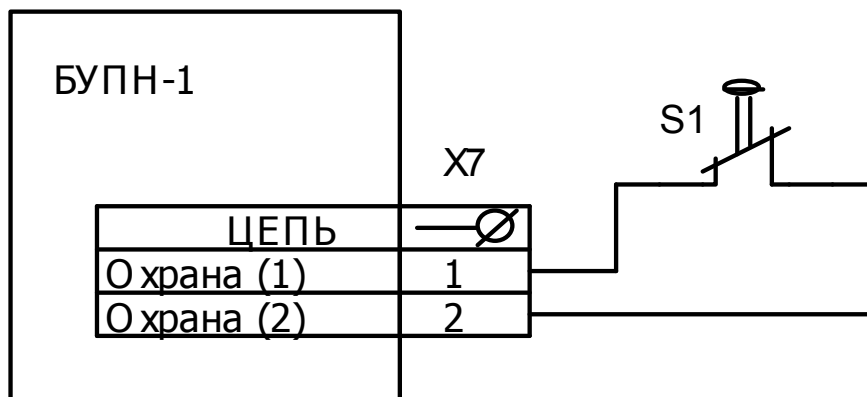 БУПН-1
S1
X7
ЦЕПЬ
Охрана (1) 1
Охрана (2) 2